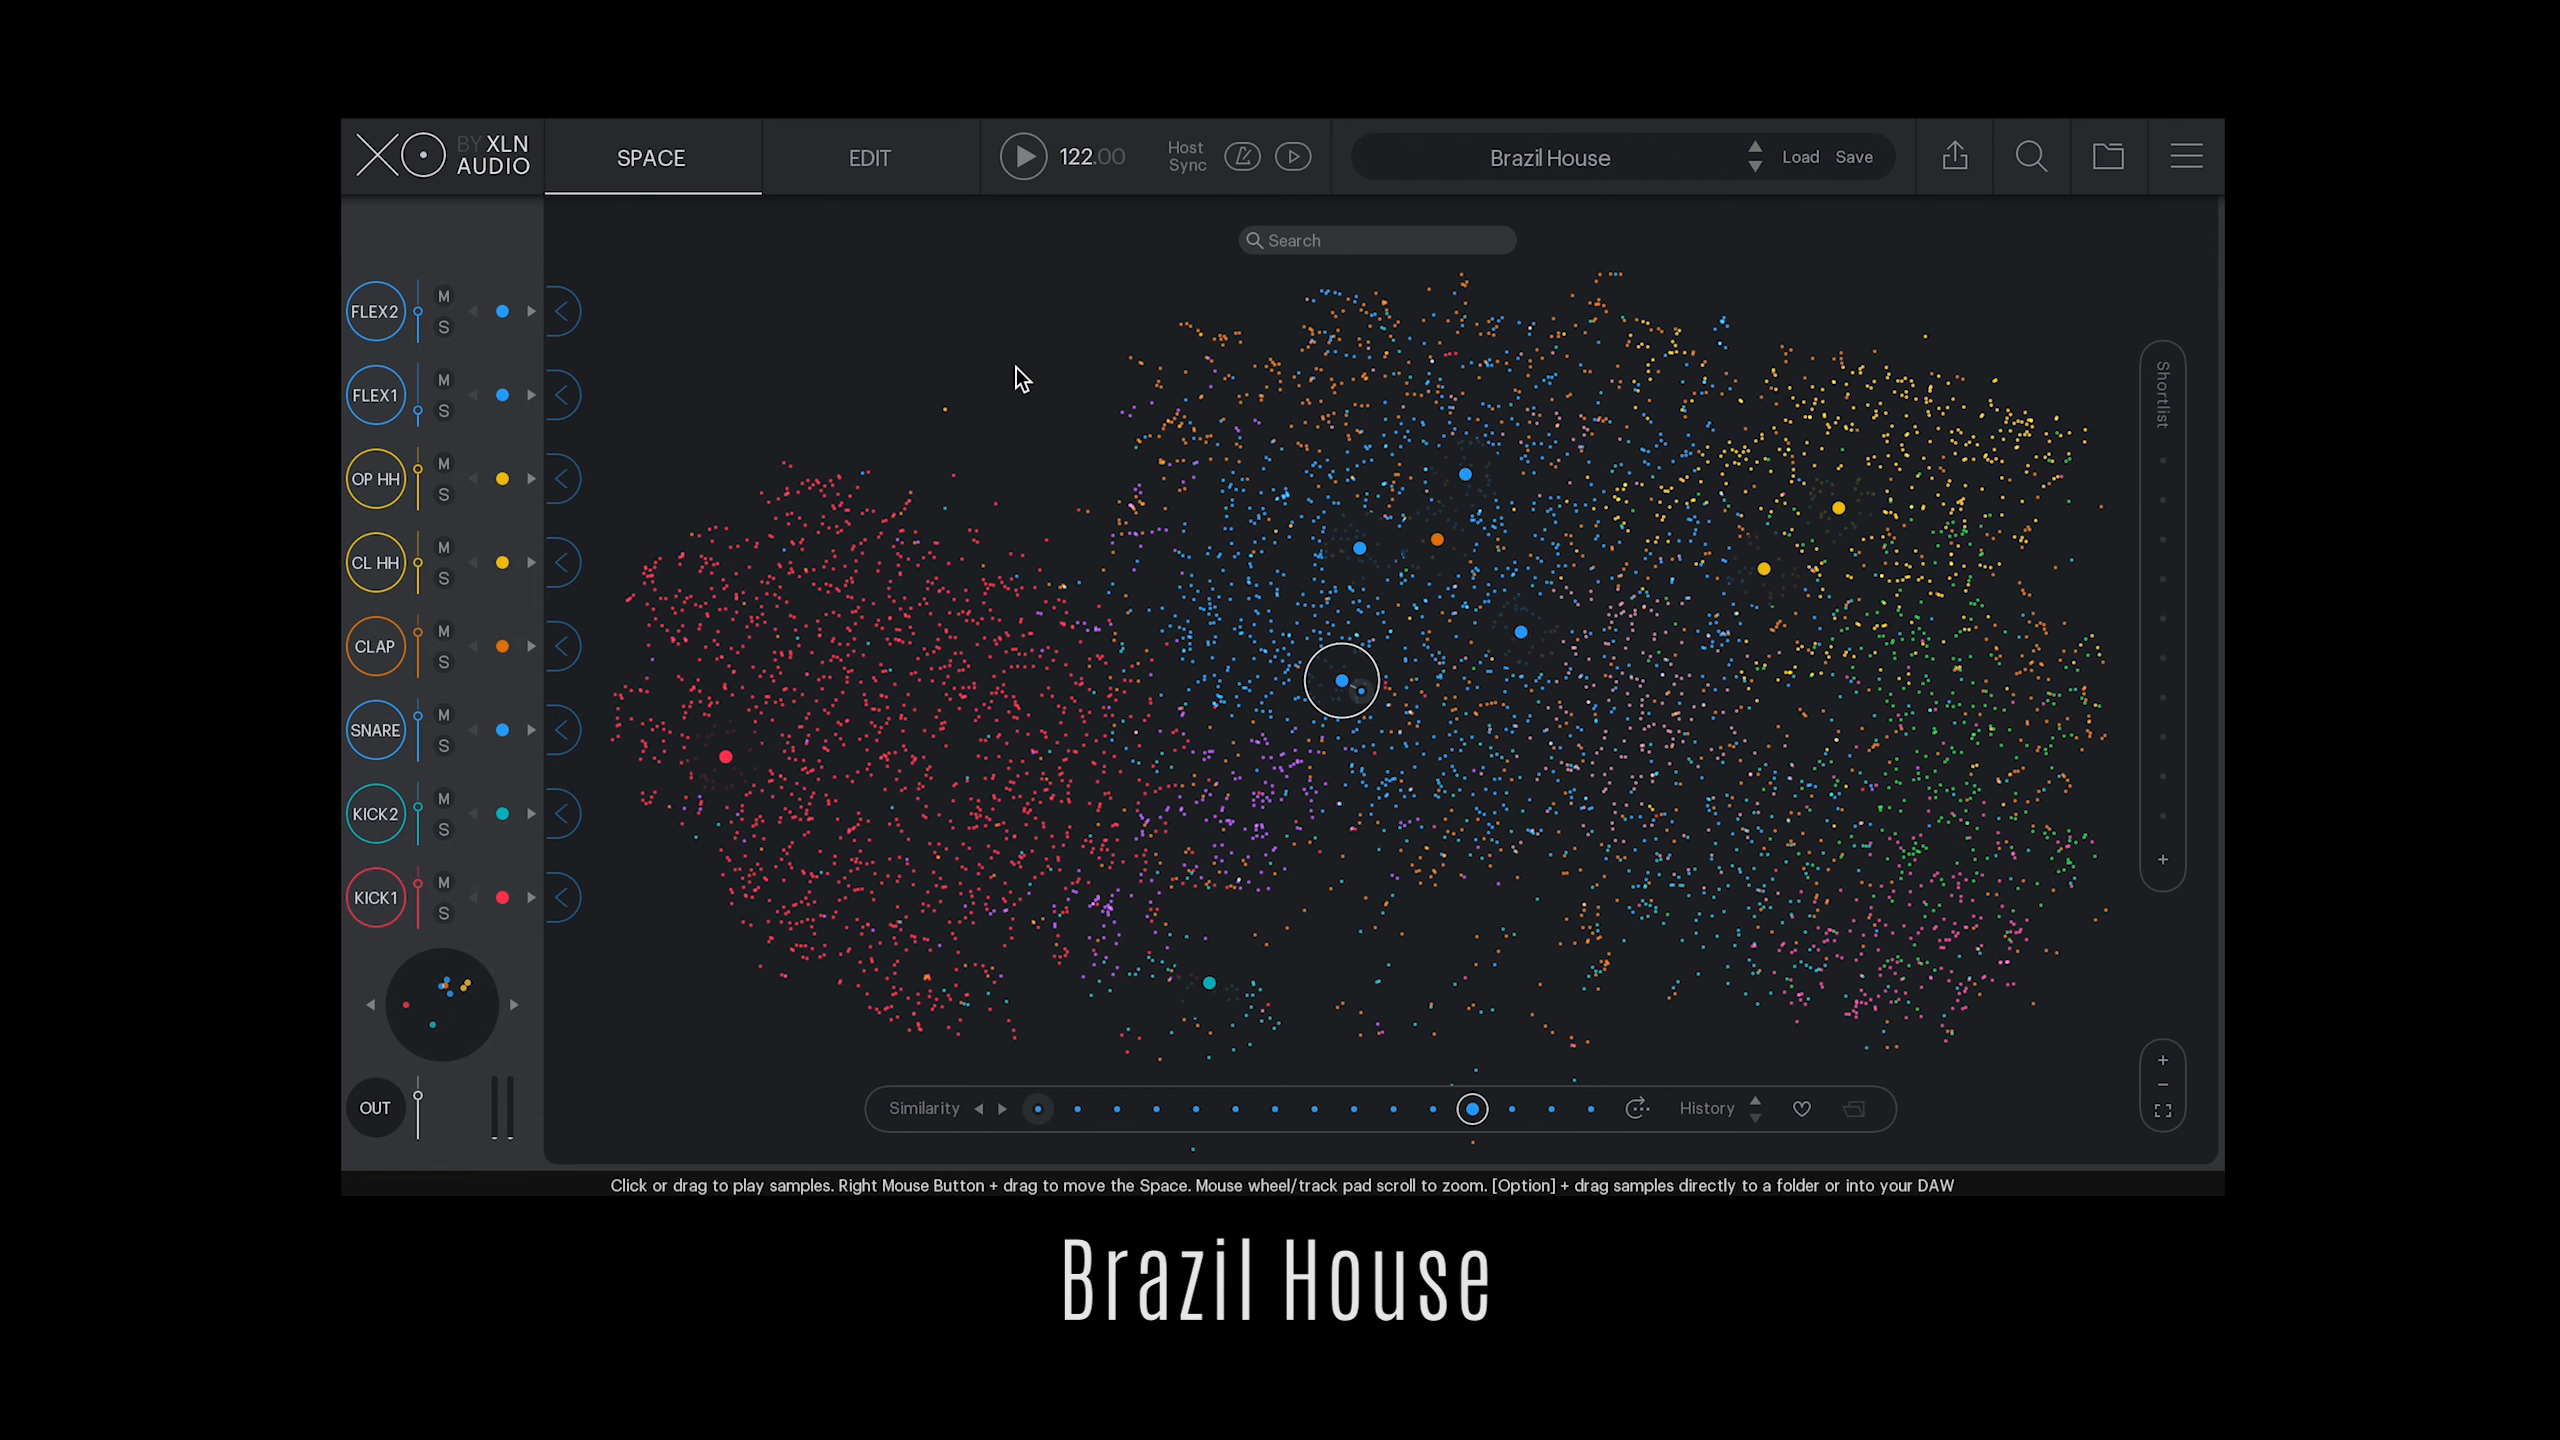 BY XLN
AUDIO
SPACE
EDIT
122.00
Host
Sync
Brazil House
Load Save
Search
FLEX2
M
S
FLEX1
M
S
OP HH
M
S
CL HH
M
S
CLAP
M
S
SNARE
M
S
KICK2
M
S
KICK1
M
S
OUT
Shortlist
Similarity
History
Click or drag to play samples. Right Mouse Button + drag to move the Space. Mouse wheel/track pad scroll to zoom. [Option] + drag samples directly to a folder or into your DAW
Brazil House